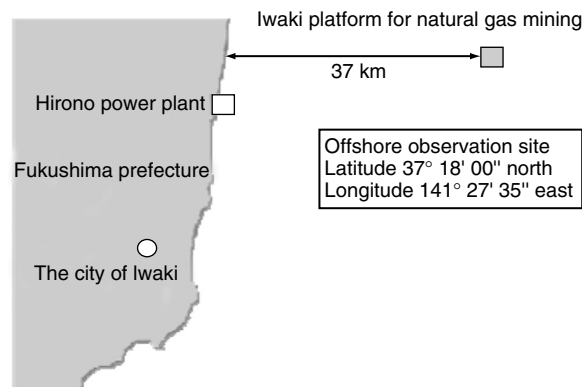 Iwaki platform for natural gas mining
37 km
Hirono power plant
Offshore observation site
Latitude 37° 18' 00" north
Longitude 141° 27' 35" east
Fukushima prefecture
The city of Iwaki